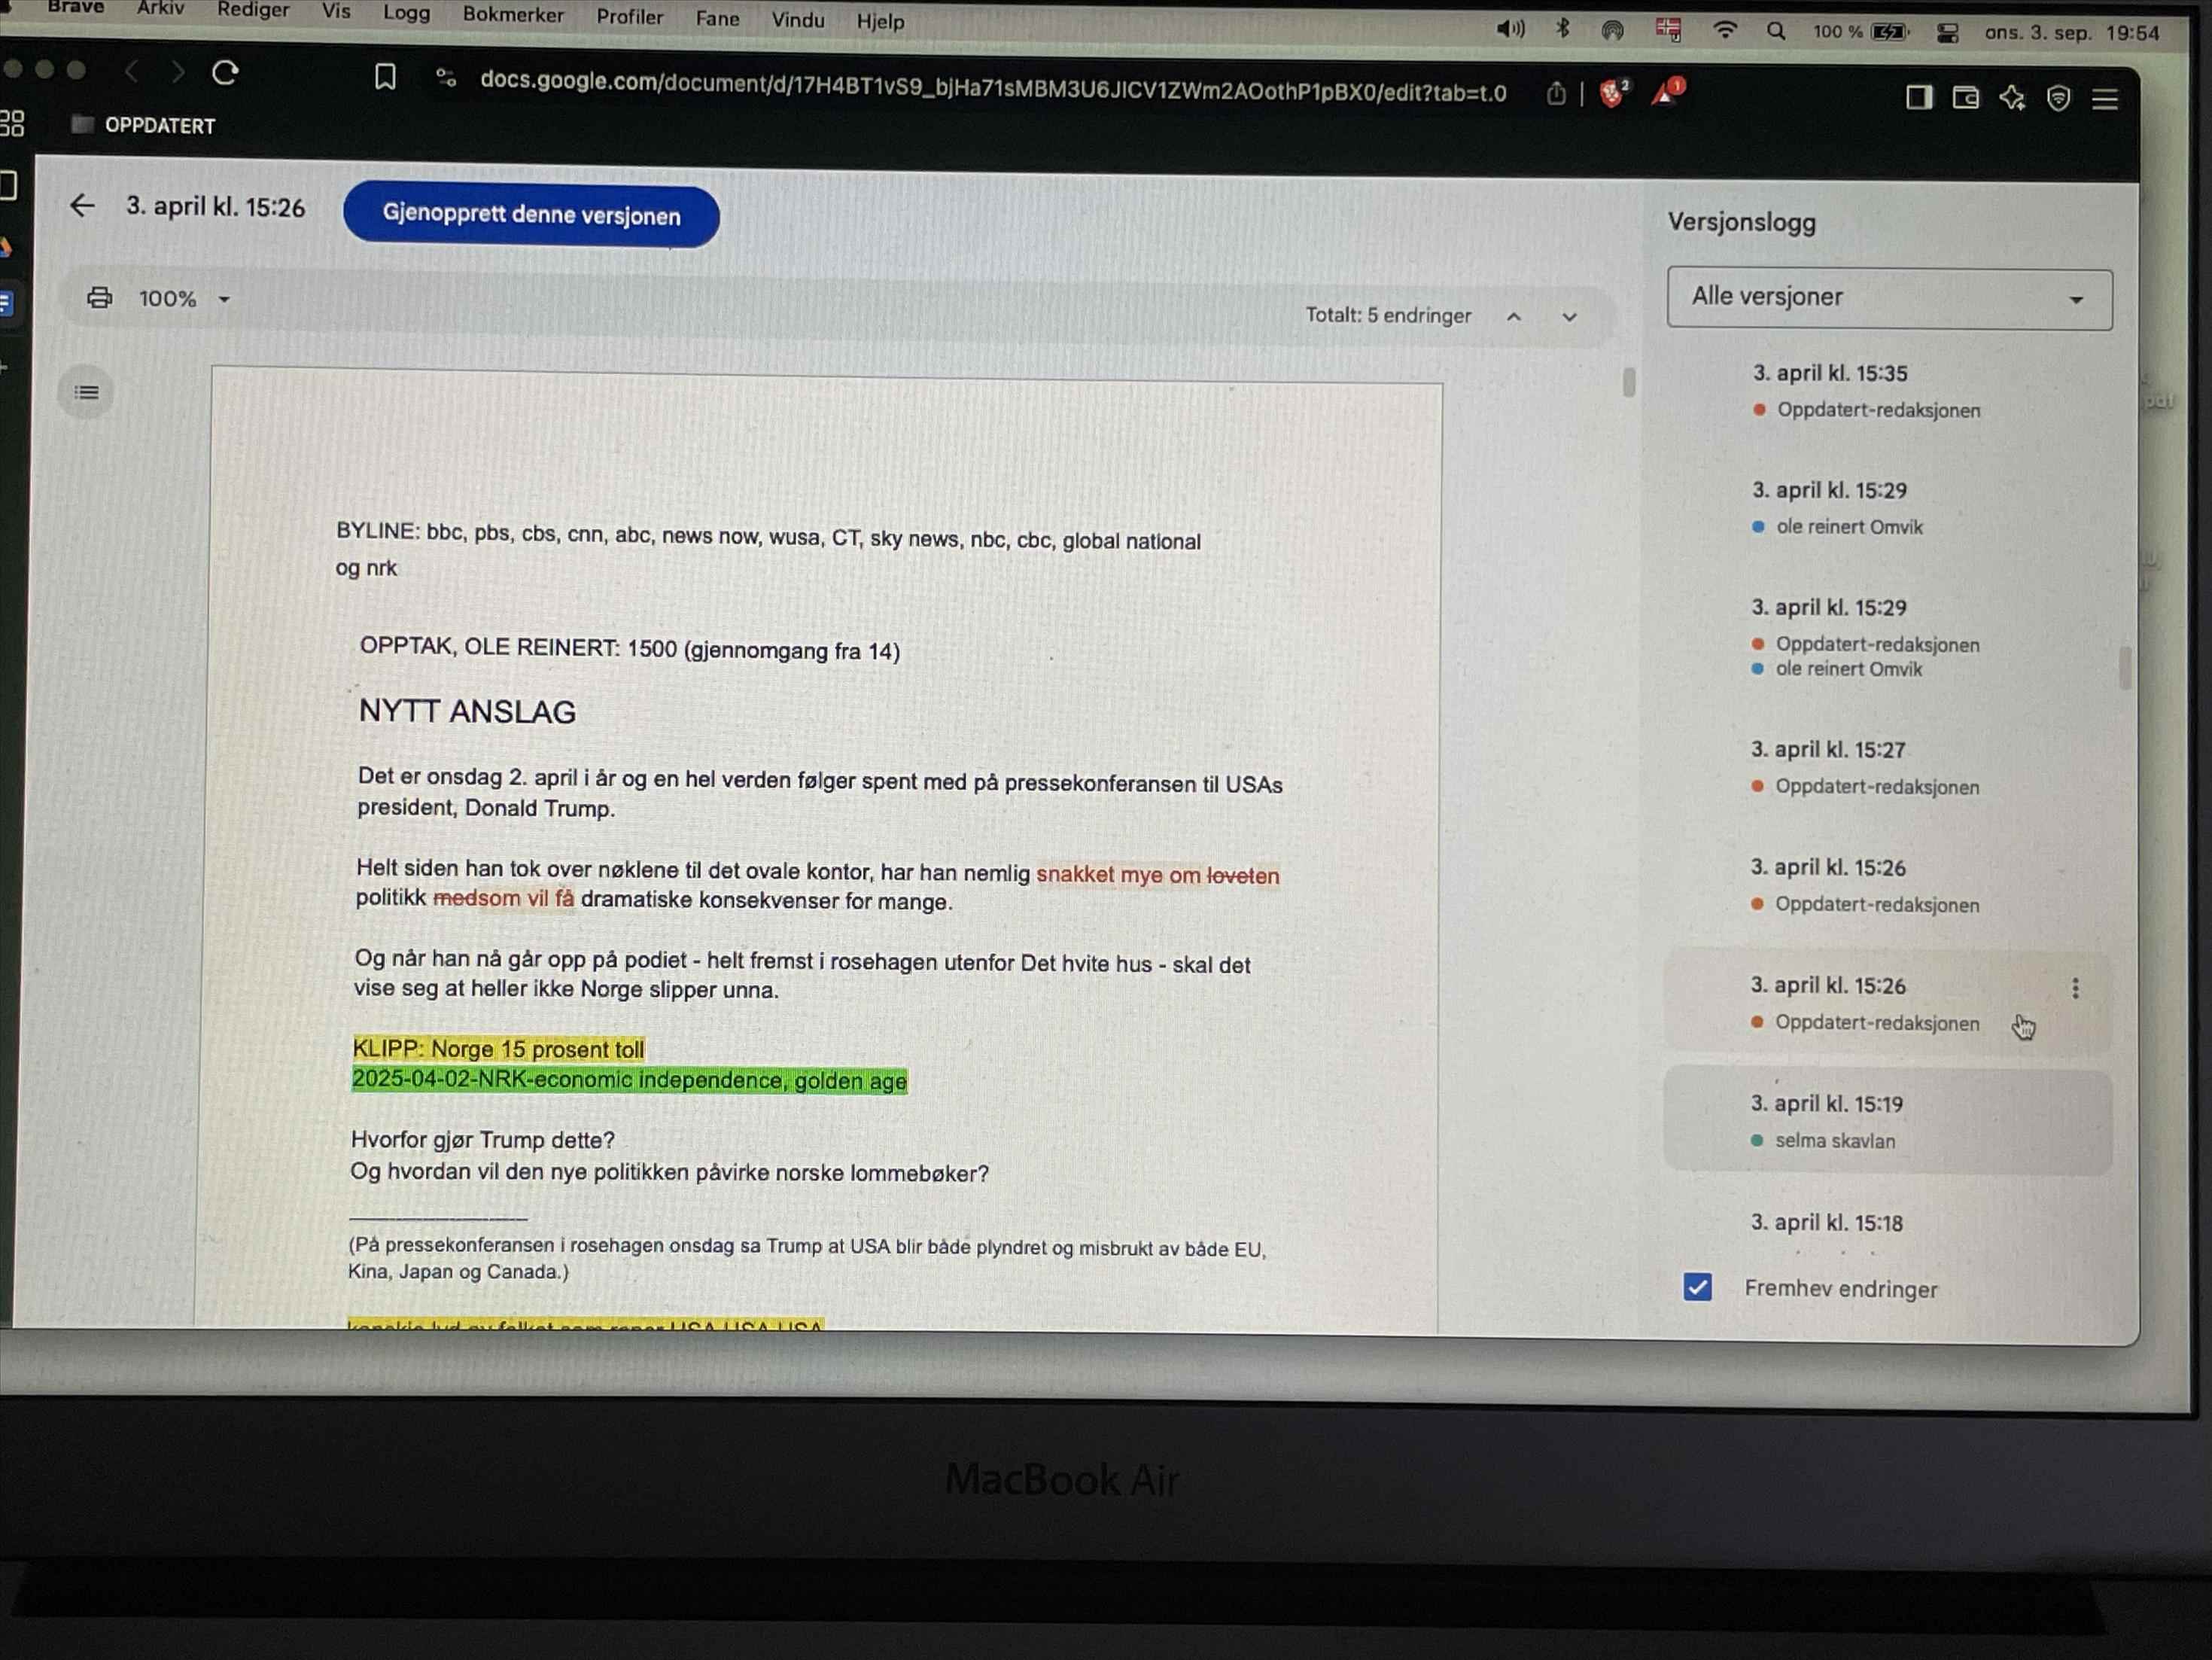 Brave Arkiv Rediger Vis Logg Bokmerker Profiler Fane Vindu Hjelp 100 % ons. 3. sep. 19:54
docs.google.com/document/d/17H4BT1vS9_bjHa71sMBM3U6JICV1ZWm2AOothP1pBX0/edit?tab=t.0 2 1
OPPDATERT
3. april kl. 15:26 Gjenopprett denne versjonen
100% Totalt: 5 endringer
BYLINE: bbc, pbs, cbs, cnn, abc, news now, wusa, CT, sky news, nbc, cbc, global national
og nrk
OPPTAK, OLE REINERT: 1500 (gjennomgang fra 14)
NYTT ANSLAG
Det er onsdag 2. april i år og en hel verden følger spent med på pressekonferansen til USAs
president, Donald Trump.
Helt siden han tok over nøklene til det ovale kontor, har han nemlig snakket mye om loveten
politikk medsom vil få dramatiske konsekvenser for mange.
Og når han nå går opp på podiet - helt fremst i rosehagen utenfor Det hvite hus - skal det
vise seg at heller ikke Norge slipper unna.
KLIPP: Norge 15 prosent toll
2025-04-02-NRK-economic independence, golden age
Hvorfor gjør Trump dette?
Og hvordan vil den nye politikken påvirke norske lommebøker?
(På pressekonferansen i rosehagen onsdag sa Trump at USA blir både plyndret og misbrukt av både EU,
Kina, Japan og Canada.)
Versjonslogg
Alle versjoner
3. april kl. 15:35
Oppdatert-redaksjonen
3. april kl. 15:29
ole reinert Omvik
3. april kl. 15:29
Oppdatert-redaksjonen
ole reinert Omvik
3. april kl. 15:27
Oppdatert-redaksjonen
3. april kl. 15:26
Oppdatert-redaksjonen
3. april kl. 15:26
Oppdatert-redaksjonen
3. april kl. 15:19
selma skavlan
3. april kl. 15:18
Fremhev endringer
MacBook Air